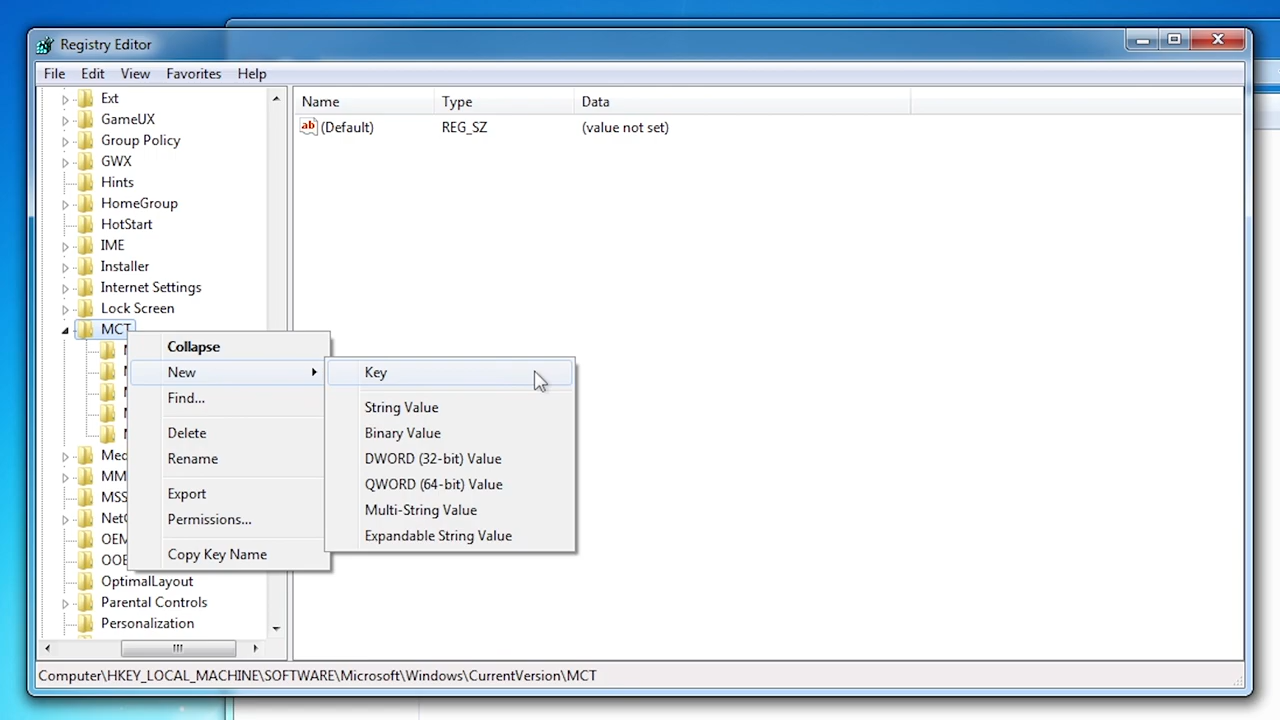 Registry Editor
File Edit View Favorites Help
Name Type Data
ab (Default) REG_SZ (value not set)
Ext
GameUX
Group Policy
GWX
Hints
HomeGroup
HotStart
IME
Installer
Internet Settings
Lock Screen
MCT
Collapse
New
Find...
Delete
Rename
Export
Permissions...
Copy Key Name
Key
String Value
Binary Value
DWORD (32-bit) Value
QWORD (64-bit) Value
Multi-String Value
Expandable String Value
OptimalLayout
Parental Controls
Personalization
Computer\HKEY_LOCAL_MACHINE\SOFTWARE\Microsoft\Windows\CurrentVersion\MCT